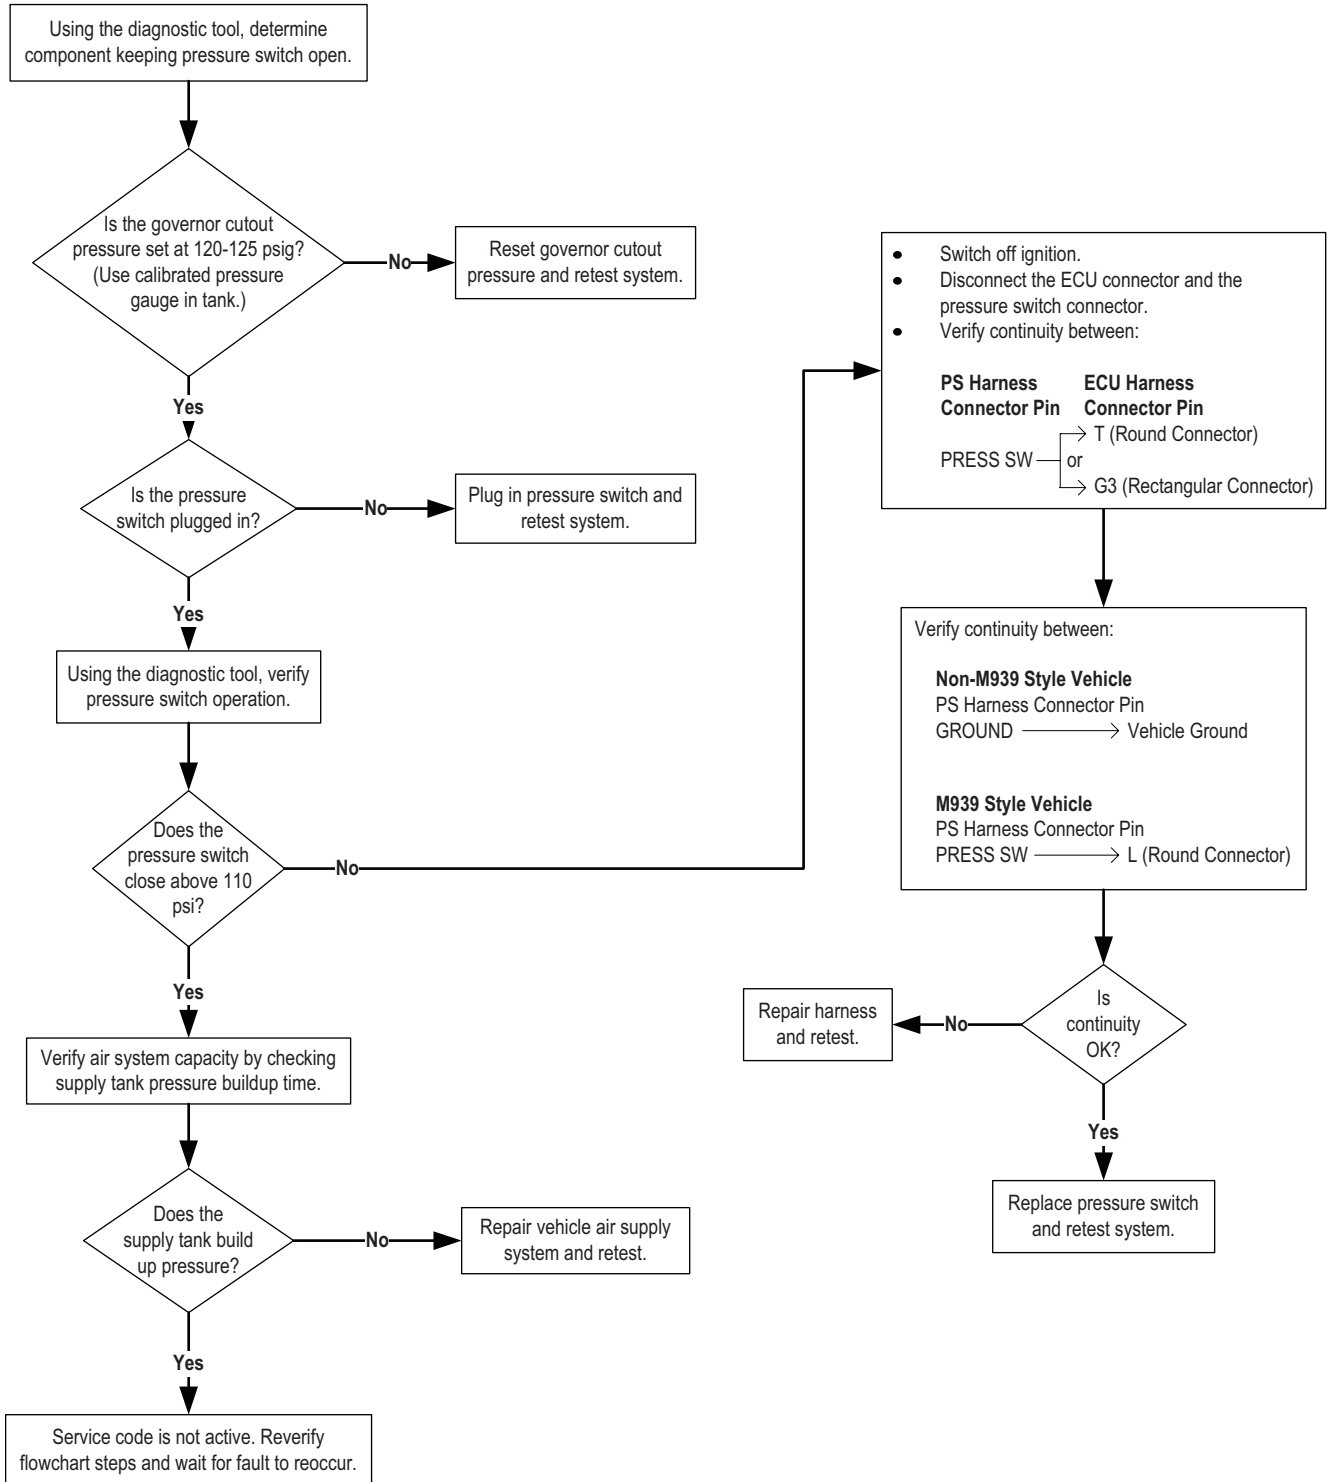 Using the diagnostic tool, determine
component keeping pressure switch open.
Is the governor cutout
pressure set at 120-125 psig?
(Use calibrated pressure
gauge in tank.)
No
Reset governor cutout
pressure and retest system.
Yes
Is the pressure
switch plugged in?
No
Plug in pressure switch and
retest system.
Yes
Using the diagnostic tool, verify
pressure switch operation.
Does the
pressure switch
close above 110
psi?
No
Yes
Verify air system capacity by checking
supply tank pressure buildup time.
Does the
supply tank build
up pressure?
No
Repair vehicle air supply
system and retest.
Yes
Service code is not active. Reverify
flowchart steps and wait for fault to reoccur.
• Switch off ignition.
• Disconnect the ECU connector and the
pressure switch connector.
• Verify continuity between:
PS Harness ECU Harness
Connector Pin Connector Pin
T (Round Connector)
PRESS SW or
G3 (Rectangular Connector)
Verify continuity between:
Non-M939 Style Vehicle
PS Harness Connector Pin
GROUND → Vehicle Ground
M939 Style Vehicle
PS Harness Connector Pin
PRESS SW → L (Round Connector)
Is
continuity
OK?
No
Repair harness
and retest.
Yes
Replace pressure switch
and retest system.